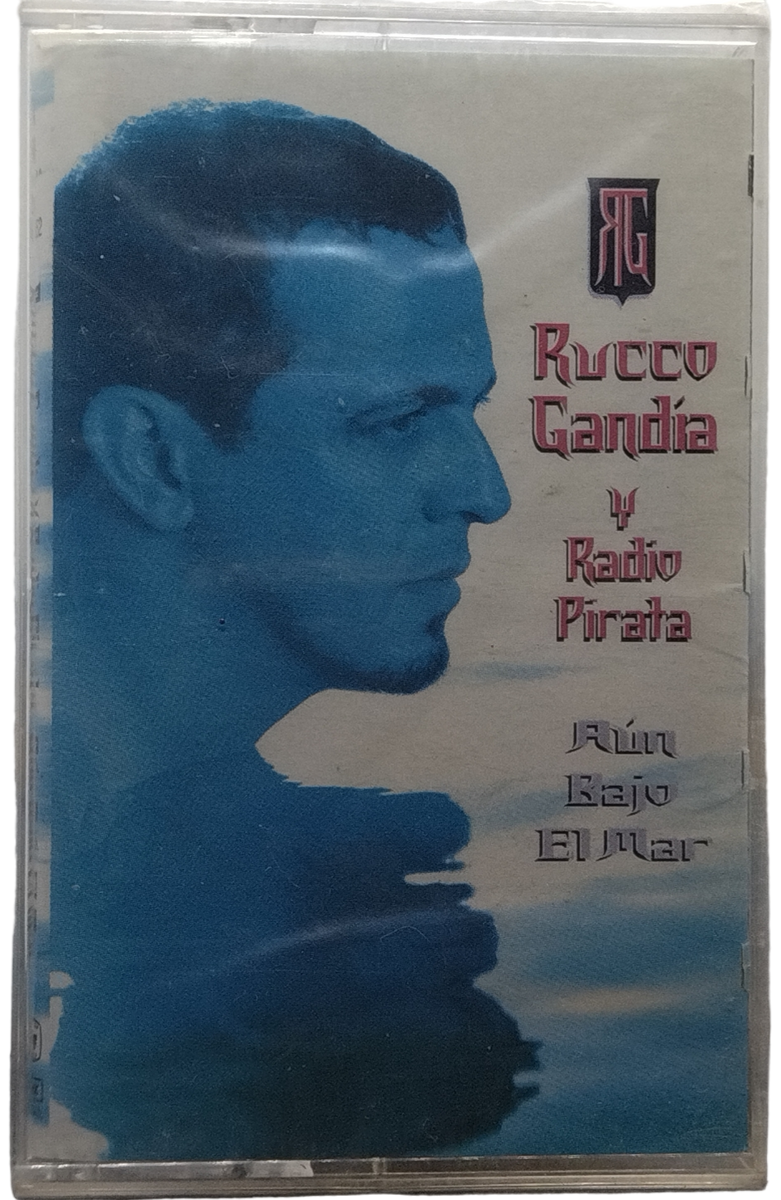 RG
Rucco
Gandía
y
Radio
Pirata
Aún
Bajo
El Mar